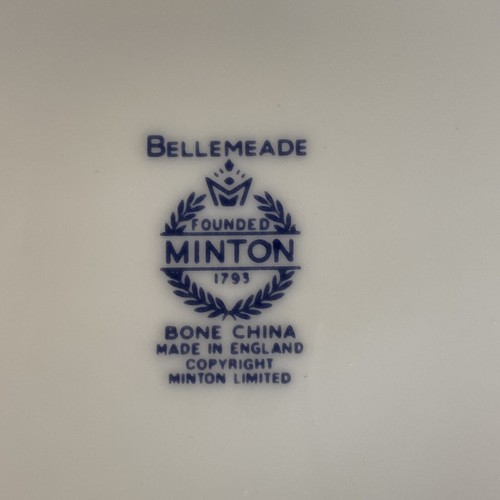 BELLEMEADE
FOUNDED
MINTON
1793
BONE CHINA
MADE IN ENGLAND
COPYRIGHT
MINTON LIMITED